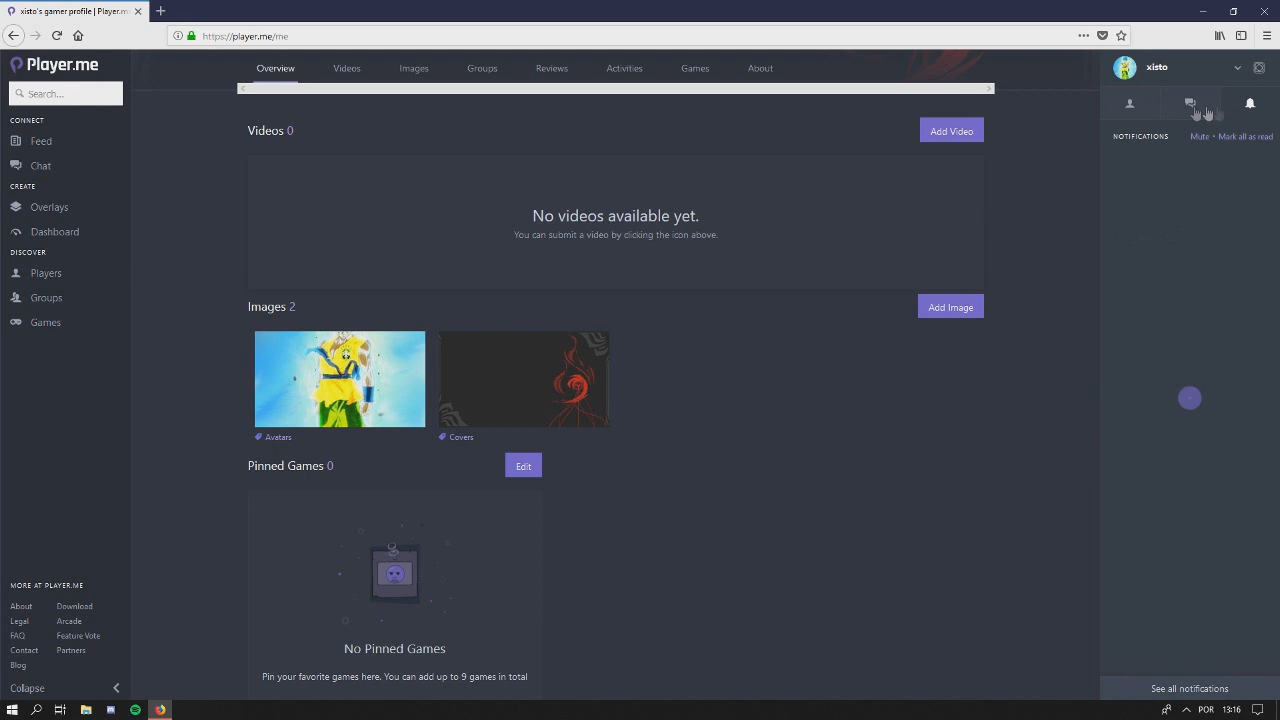 xisto's gamer profile | Player.me
https://player.me/me
Player.me
Search...
CONNECT
Feed
Chat
CREATE
Overlays
Dashboard
DISCOVER
Players
Groups
Games
MORE AT PLAYER.ME
About Download
Legal Arcade
FAQ Feature Vote
Contact Partners
Blog
Collapse
Overview Videos Images Groups Reviews Activities Games About
Videos 0
Add Video
No videos available yet.
You can submit a video by clicking the icon above.
Images 2
Add Image
Avatars
Covers
Pinned Games 0
Edit
No Pinned Games
Pin your favorite games here. You can add up to 9 games in total
xisto
NOTIFICATIONS
Mute • Mark all as read
See all notifications
POR 13:16